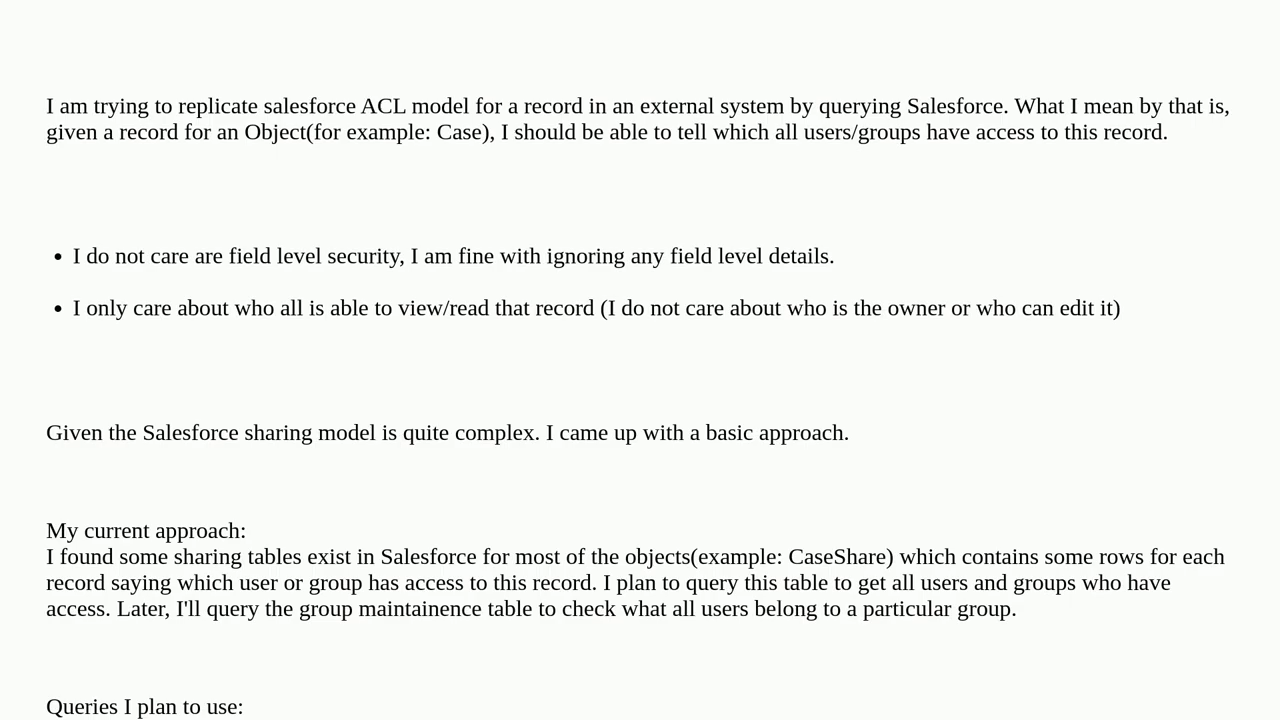 I am trying to replicate salesforce ACL model for a record in an external system by querying Salesforce. What I mean by that is,
given a record for an Object(for example: Case), I should be able to tell which all users/groups have access to this record.
• I do not care are field level security, I am fine with ignoring any field level details.
• I only care about who all is able to view/read that record (I do not care about who is the owner or who can edit it)
Given the Salesforce sharing model is quite complex. I came up with a basic approach.
My current approach:
I found some sharing tables exist in Salesforce for most of the objects(example: CaseShare) which contains some rows for each
record saying which user or group has access to this record. I plan to query this table to get all users and groups who have
access. Later, I'll query the group maintainence table to check what all users belong to a particular group.
Queries I plan to use: